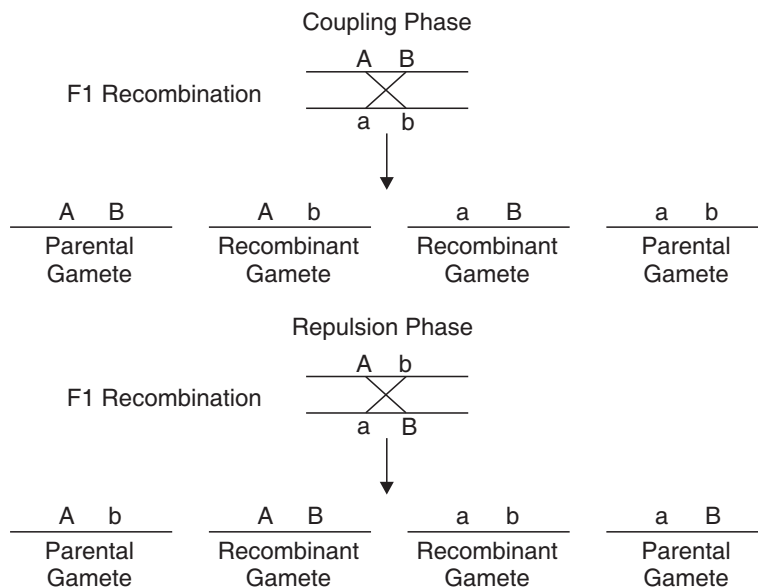 Coupling Phase
A B
F1 Recombination
a b
A B A b a B a b
Parental Recombinant Recombinant Parental
Gamete Gamete Gamete Gamete
Repulsion Phase
A b
F1 Recombination
a B
A b A B a b a B
Parental Recombinant Recombinant Parental
Gamete Gamete Gamete Gamete